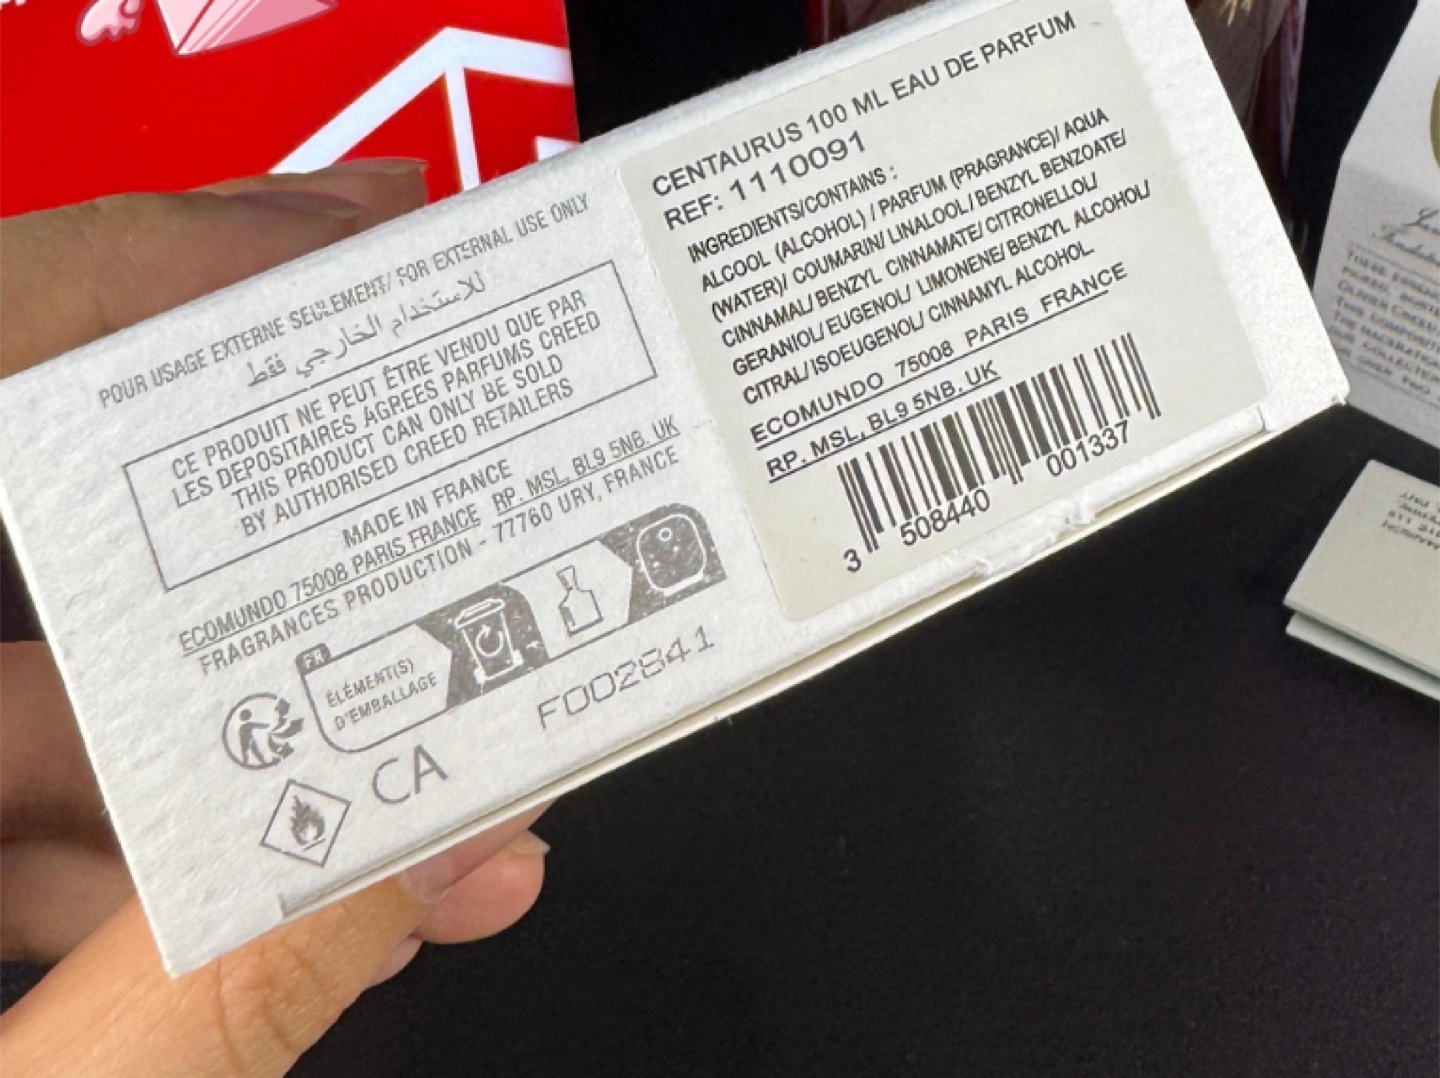 POUR USAGE EXTERNE SEULEMENT/ FOR EXTERNAL USE ONLY
للاستخدام الخارجي فقط
CE PRODUIT NE PEUT ÊTRE VENDU QUE PAR
LES DEPOSITAIRES AGREES PARFUMS CREED
THIS PRODUCT CAN ONLY BE SOLD
BY AUTHORISED CREED RETAILERS
MADE IN FRANCE
ECOMUNDO 75008 PARIS FRANCE RP. MSL, BL9 5NB. UK
FRAGRANCES PRODUCTION - 77760 URY, FRANCE
FR
ÉLÉMENT(S)
D'EMBALLAGE
CA
F002841
CENTAURUS 100 ML EAU DE PARFUM
REF: 1110091
INGREDIENTS/CONTAINS :
ALCOOL (ALCOHOL) / PARFUM (FRAGRANCE)/ AQUA
(WATER)/ COUMARIN/ LINALOOL/ BENZYL BENZOATE/
CINNAMAL/ BENZYL CINNAMATE/ CITRONELLOL/
GERANIOL/ EUGENOL/ LIMONENE/ BENZYL ALCOHOL/
CITRAL/ ISOEUGENOL/ CINNAMYL ALCOHOL
ECOMUNDO 75008 PARIS FRANCE
RP. MSL, BL9 5NB. UK
3 508440 001337